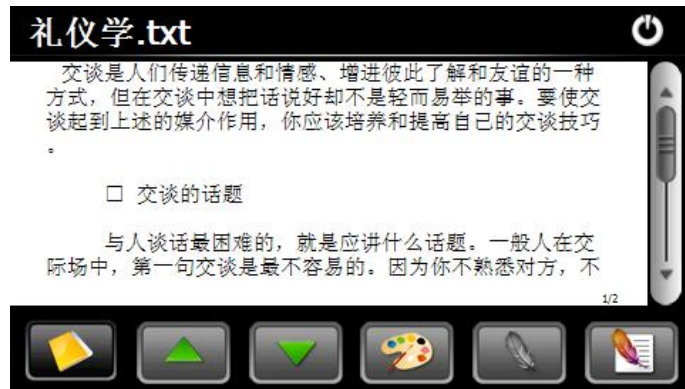 礼仪学.txt
交谈是人们传递信息和情感、增进彼此了解和友谊的一种
方式，但在交谈中想把话说好却不是轻而易举的事。要使交
谈起到上述的媒介作用，你应该培养和提高自己的交谈技巧
。
□ 交谈的话题
与人谈话最困难的，就是应讲什么话题。一般人在交
际场中，第一句交谈是最不容易的。因为你不熟悉对方，不
1/2